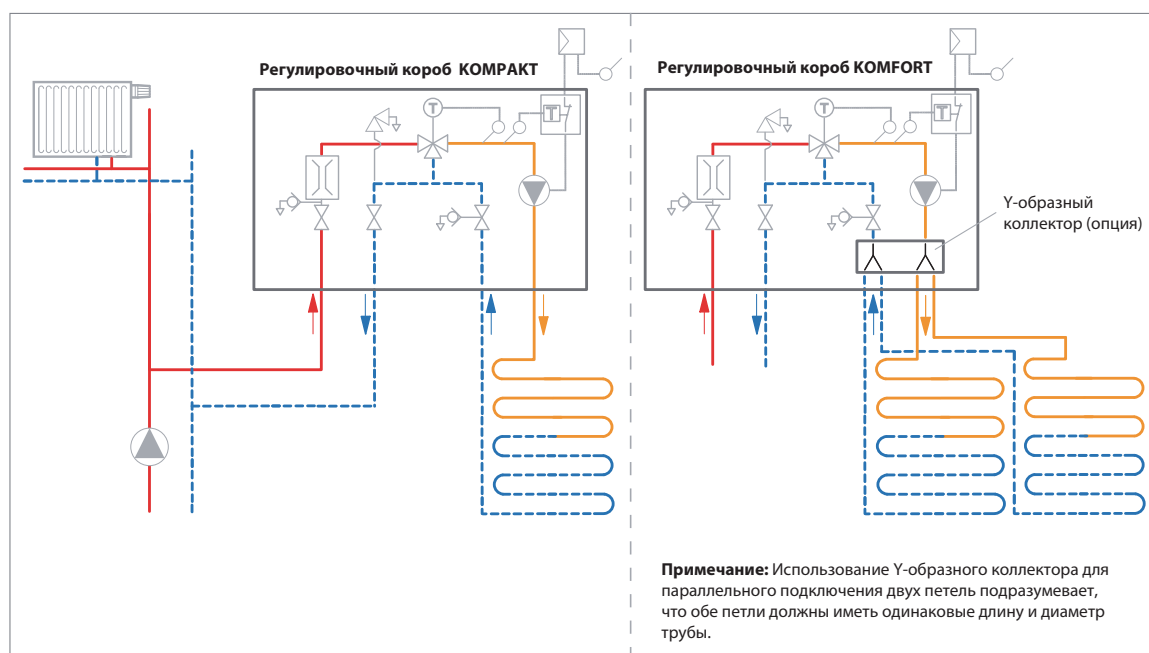 Регулировочный короб KOMPAKT
Регулировочный короб KOMFORT
T
T
T
T
Y-образный
коллектор (опция)
Примечание: Использование Y-образного коллектора для
параллельного подключения двух петель подразумевает,
что обе петли должны иметь одинаковые длину и диаметр
трубы.